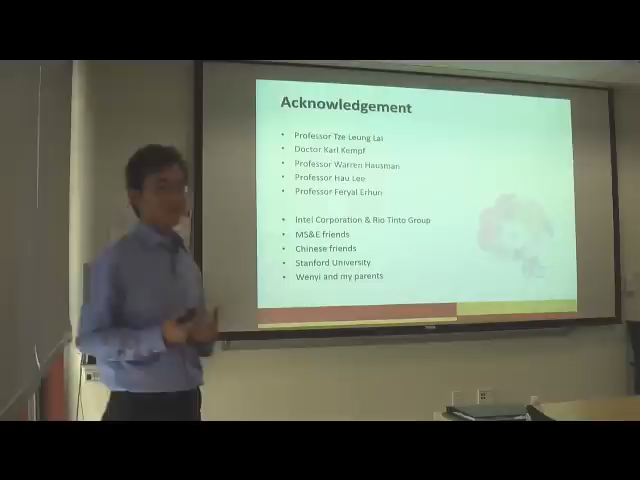 Acknowledgement
• Professor Tze Leung Lai
• Doctor Karl Kempf
• Professor Warren Hausman
• Professor Hau Lee
• Professor Feryal Erhun
• Intel Corporation & Rio Tinto Group
• MS&E friends
• Chinese friends
• Stanford University
• Wenyi and my parents